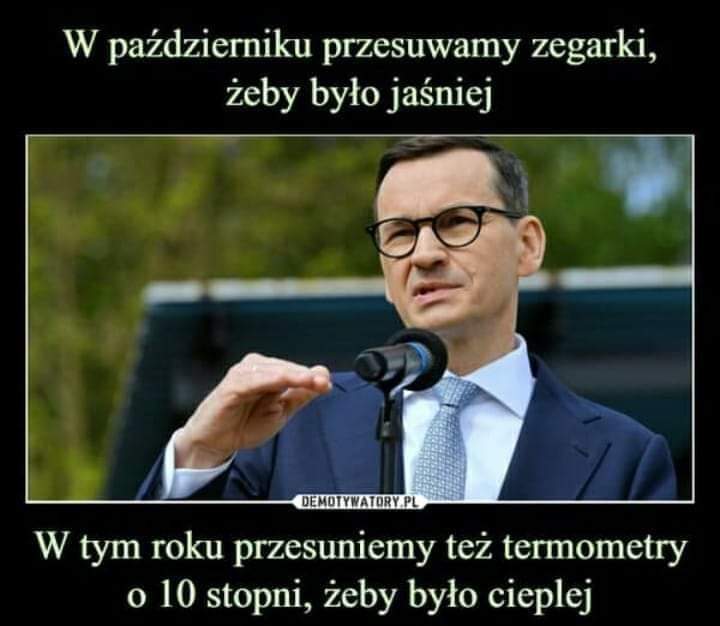 W październiku przesuwamy zegarki,
żeby było jaśniej
DEMOTYWATORY.PL
W tym roku przesuniemy też termometry
o 10 stopni, żeby było cieplej